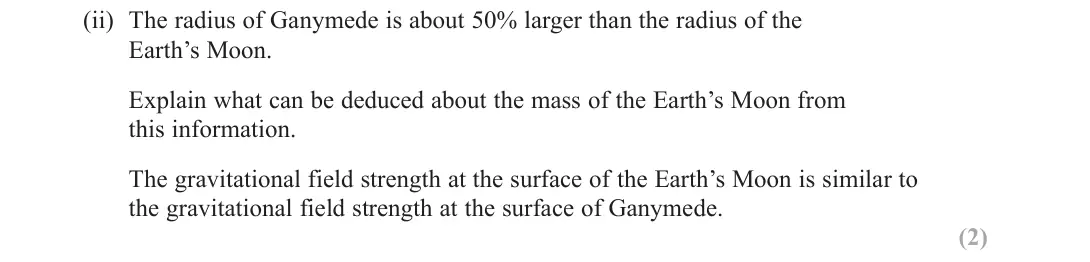 (ii) The radius of Ganymede is about 50% larger than the radius of the
Earth’s Moon.
Explain what can be deduced about the mass of the Earth’s Moon from
this information.
The gravitational field strength at the surface of the Earth’s Moon is similar to
the gravitational field strength at the surface of Ganymede.
(2)